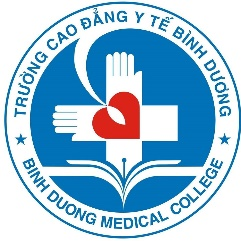 TRƯỜNG CAO ĐẲNG Y TẾ BÌNH DƯƠNG
BINH DUONG MEDICAL COLLEGE